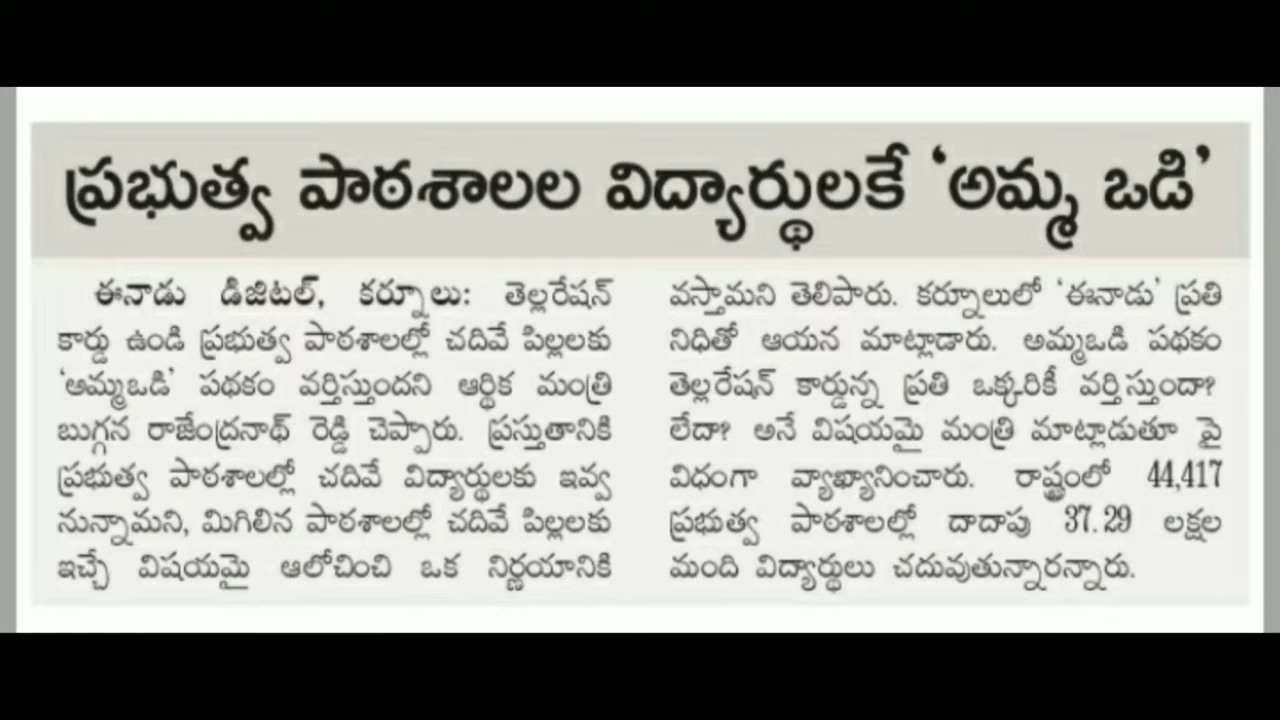 ప్రభుత్వ పాఠశాలల విద్యార్థులకే ‘అమ్మ ఒడి’
ఈనాడు డిజిటల్, కర్నూలు: తెల్లరేషన్
కార్డు ఉండి ప్రభుత్వ పాఠశాలల్లో చదివే పిల్లలకు
‘అమ్మఒడి’ పథకం వర్తిస్తుందని ఆర్థిక మంత్రి
బుగ్గన రాజేంద్రనాథ్ రెడ్డి చెప్పారు. ప్రస్తుతానికి
ప్రభుత్వ పాఠశాలల్లో చదివే విద్యార్థులకు ఇవ్వ
నున్నామని, మిగిలిన పాఠశాలల్లో చదివే పిల్లలకు
ఇచ్చే విషయమై ఆలోచించి ఒక నిర్ణయానికి
వస్తామని తెలిపారు. కర్నూలులో ‘ఈనాడు’ ప్రతి
నిధితో ఆయన మాట్లాడారు. అమ్మఒడి పథకం
తెల్లరేషన్ కార్డున్న ప్రతి ఒక్కరికీ వర్తిస్తుందా?
లేదా? అనే విషయమై మంత్రి మాట్లాడుతూ పై
విధంగా వ్యాఖ్యానించారు. రాష్ట్రంలో 44,417
ప్రభుత్వ పాఠశాలల్లో దాదాపు 37.29 లక్షల
మంది విద్యార్థులు చదువుతున్నారన్నారు.